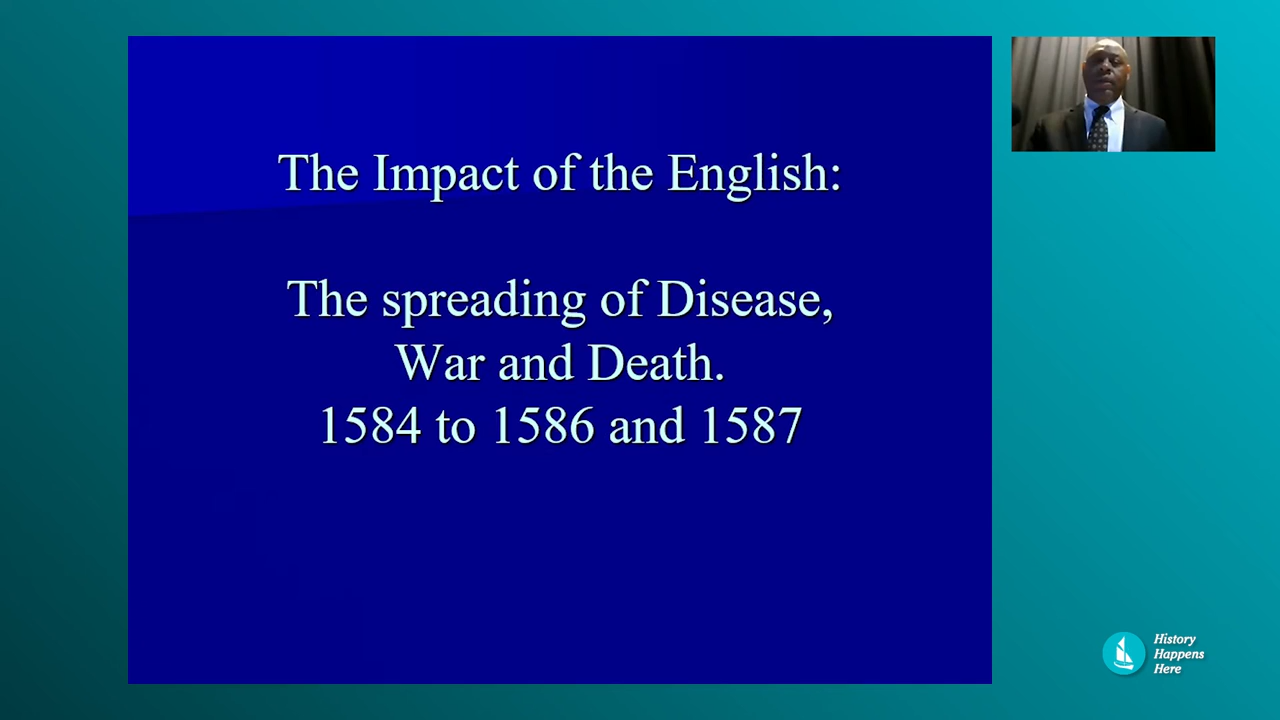 The Impact of the English:
The spreading of Disease,
War and Death.
1584 to 1586 and 1587
History
Happens
Here